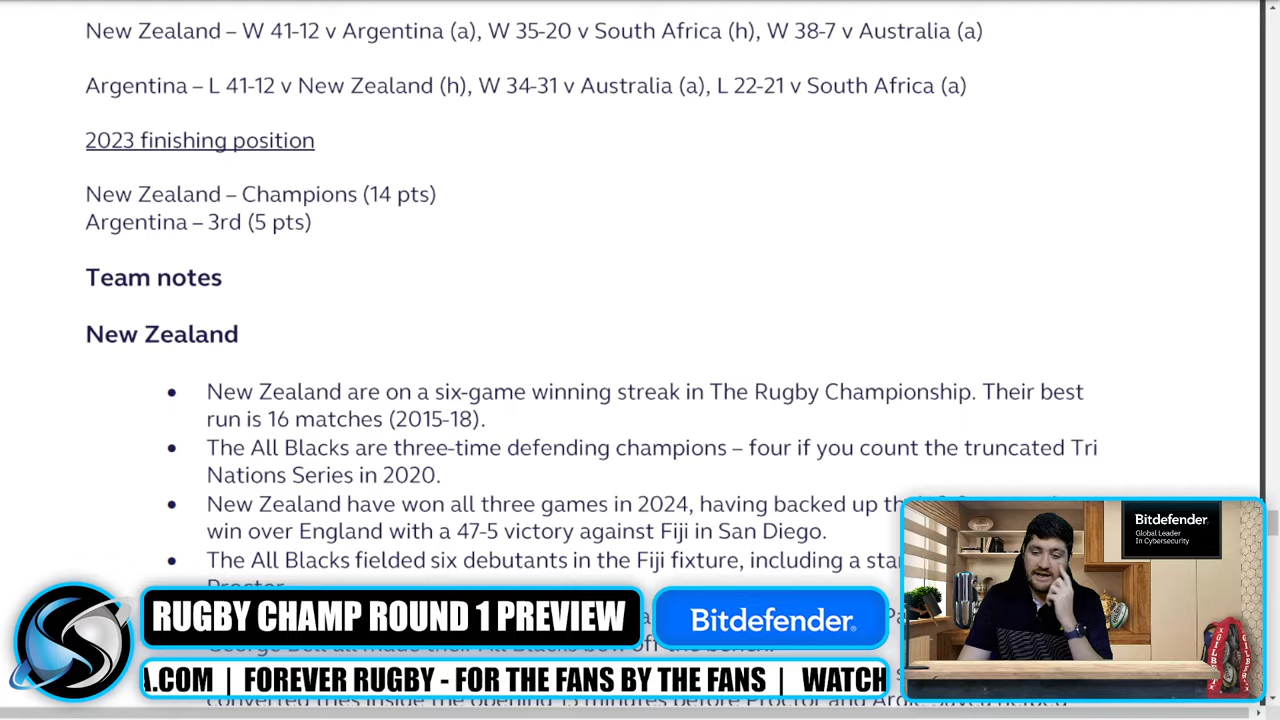 New Zealand – W 41-12 v Argentina (a), W 35-20 v South Africa (h), W 38-7 v Australia (a)
Argentina – L 41-12 v New Zealand (h), W 34-31 v Australia (a), L 22-21 v South Africa (a)
2023 finishing position
New Zealand – Champions (14 pts)
Argentina – 3rd (5 pts)
Team notes
New Zealand
• New Zealand are on a six-game winning streak in The Rugby Championship. Their best
run is 16 matches (2015-18).
• The All Blacks are three-time defending champions – four if you count the truncated Tri
Nations Series in 2020.
• New Zealand have won all three games in 2024, having backed up
win over England with a 47-5 victory against Fiji in San Diego.
• The All Blacks fielded six debutants in the Fiji fixture, including a
Proctor
Bitdefender
Global Leader
In Cybersecurity
RUGBY CHAMP ROUND 1 PREVIEW
Bitdefender
.COM | FOREVER RUGBY - FOR THE FANS BY THE FANS | WATCH